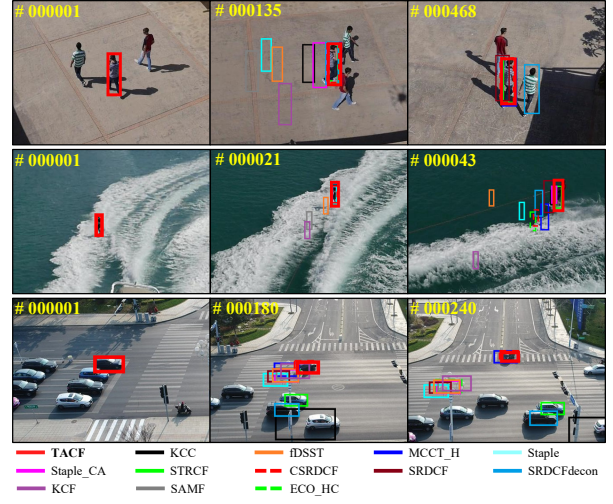 # 000001 # 000135 # 000468
# 000001 # 000021 # 000043
# 000001 # 000180 # 000240
TACF KCC fDSST MCCT_H Staple
Staple_CA STRCF CSRDCF SRDCF SRDCFdecon
KCF SAMF ECO_HC